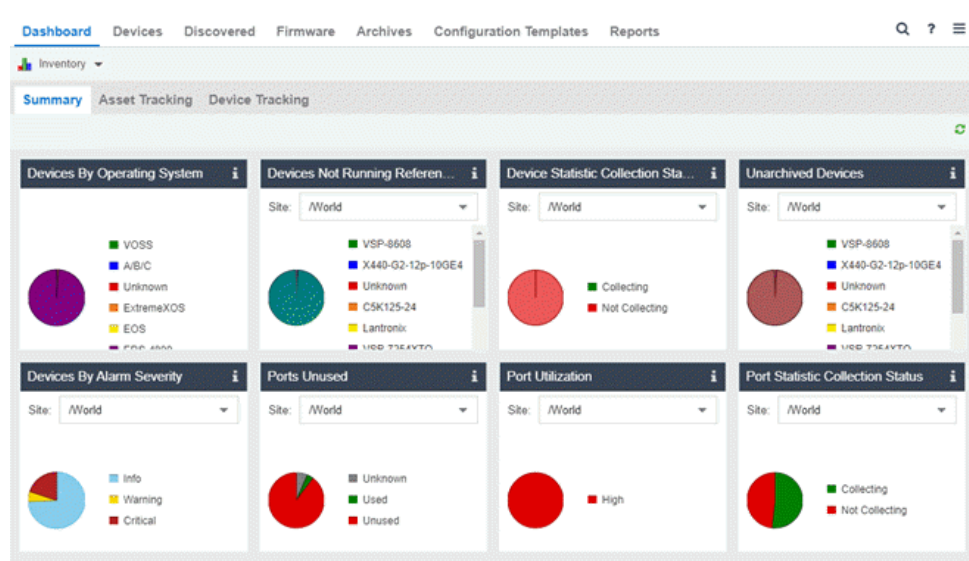 Dashboard Devices Discovered Firmware Archives Configuration Templates Reports ?
Inventory
Summary Asset Tracking Device Tracking
Devices By Operating System i
VOSS
A/B/C
Unknown
ExtremeXOS
EOS
Devices Not Running Referen... i
Site: /World
VSP-8608
X440-G2-12p-10GE4
Unknown
C5K125-24
Lantronix
VSP-7254XTQ
Device Statistic Collection Sta... i
Site: /World
Collecting
Not Collecting
Unarchived Devices i
Site: /World
VSP-8608
X440-G2-12p-10GE4
Unknown
C5K125-24
Lantronix
VSP-7254XTQ
Devices By Alarm Severity i
Site: /World
Info
Warning
Critical
Ports Unused i
Site: /World
Unknown
Used
Unused
Port Utilization i
Site: /World
High
Port Statistic Collection Status i
Site: /World
Collecting
Not Collecting